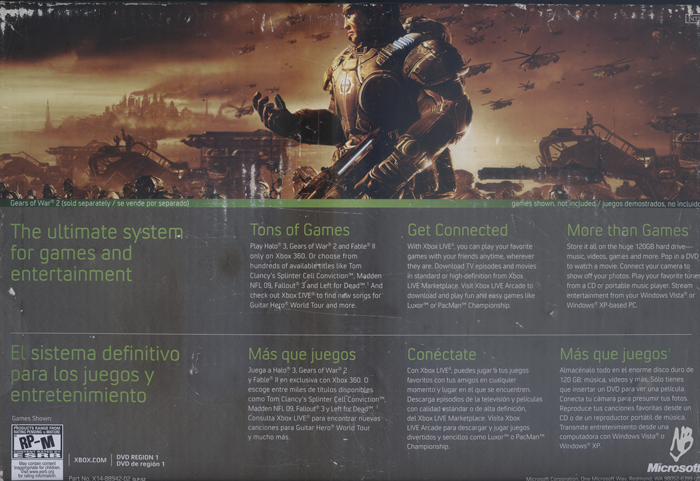 Gears of War® 2 (sold separately / se vende por separado)
games shown, not included / juegos demostrados, no incluido
The ultimate system
for games and
entertainment
Tons of Games
Play Halo® 3, Gears of War® 2 and Fable® II
only on Xbox 360. Or choose from
hundreds of available titles like Tom
Clancy's Splinter Cell Conviction™, Madden
NFL 09, Fallout® 3 and Left for Dead™.¹ And
check out Xbox LIVE® to find new songs for
Guitar Hero® World Tour and more.
Get Connected
With Xbox LIVE®, you can play your favorite
games with your friends anytime, wherever
they are. Download TV episodes and movies
in standard or high-definition from Xbox
LIVE Marketplace. Visit Xbox LIVE Arcade to
download and play fun and easy games like
Luxor™ or PacMan™ Championship.
More than Games
Store it all on the huge 120GB hard drive—
music, videos, games and more. Pop in a DVD
to watch a movie. Connect your camera to
show off your photos. Play your favorite tunes
from a CD or portable music player. Stream
entertainment from your Windows Vista® or
Windows® XP-based PC.
El sistema definitivo
para los juegos y
entretenimiento
Más que juegos
Juega a Halo® 3, Gears of War® 2
y Fable® II en exclusiva con Xbox 360. O
escoge entre miles de títulos disponibles
como Tom Clancy's Splinter Cell Conviction™,
Madden NFL 09, Fallout® 3 y Left for Dead™.¹
Consulta Xbox LIVE® para encontrar nuevas
canciones para Guitar Hero® World Tour
y mucho más.
Conéctate
Con Xbox LIVE®, puedes jugar tus juegos
favoritos con tus amigos en cualquier
momento y lugar en el que se encuentren.
Descarga episodios de la televisión y películas
con calidad estándar o de alta definición,
del Xbox LIVE Marketplace. Visita Xbox
LIVE Arcade para descargar y jugar juegos
divertidos y sencillos como Luxor™ o PacMan™
Championship.
Más que juegos
Almacénalo todo en el enorme disco duro de
120 GB: música, videos y más. Sólo tienes
que insertar un DVD para ver una película.
Conecta tu cámara para presumir tus fotos.
Reproduce tus canciones favoritas desde un
CD o de un reproductor portátil de música.
Transmite entretenimiento desde una
computadora con Windows Vista® o
Windows® XP.
Games Shown:
PRODUCTS RANGE FROM
RATING PENDING to MATURE
RP-M
ESRB
May contain content
inappropriate for children.
Visit www.esrb.org
for rating information.
XBOX.COM
DVD REGION 1
DVD de región 1
Part No. X14-88942-02
NB
Microsoft
Microsoft Corporation, One Microsoft Way, Redmond, WA 98052-6399